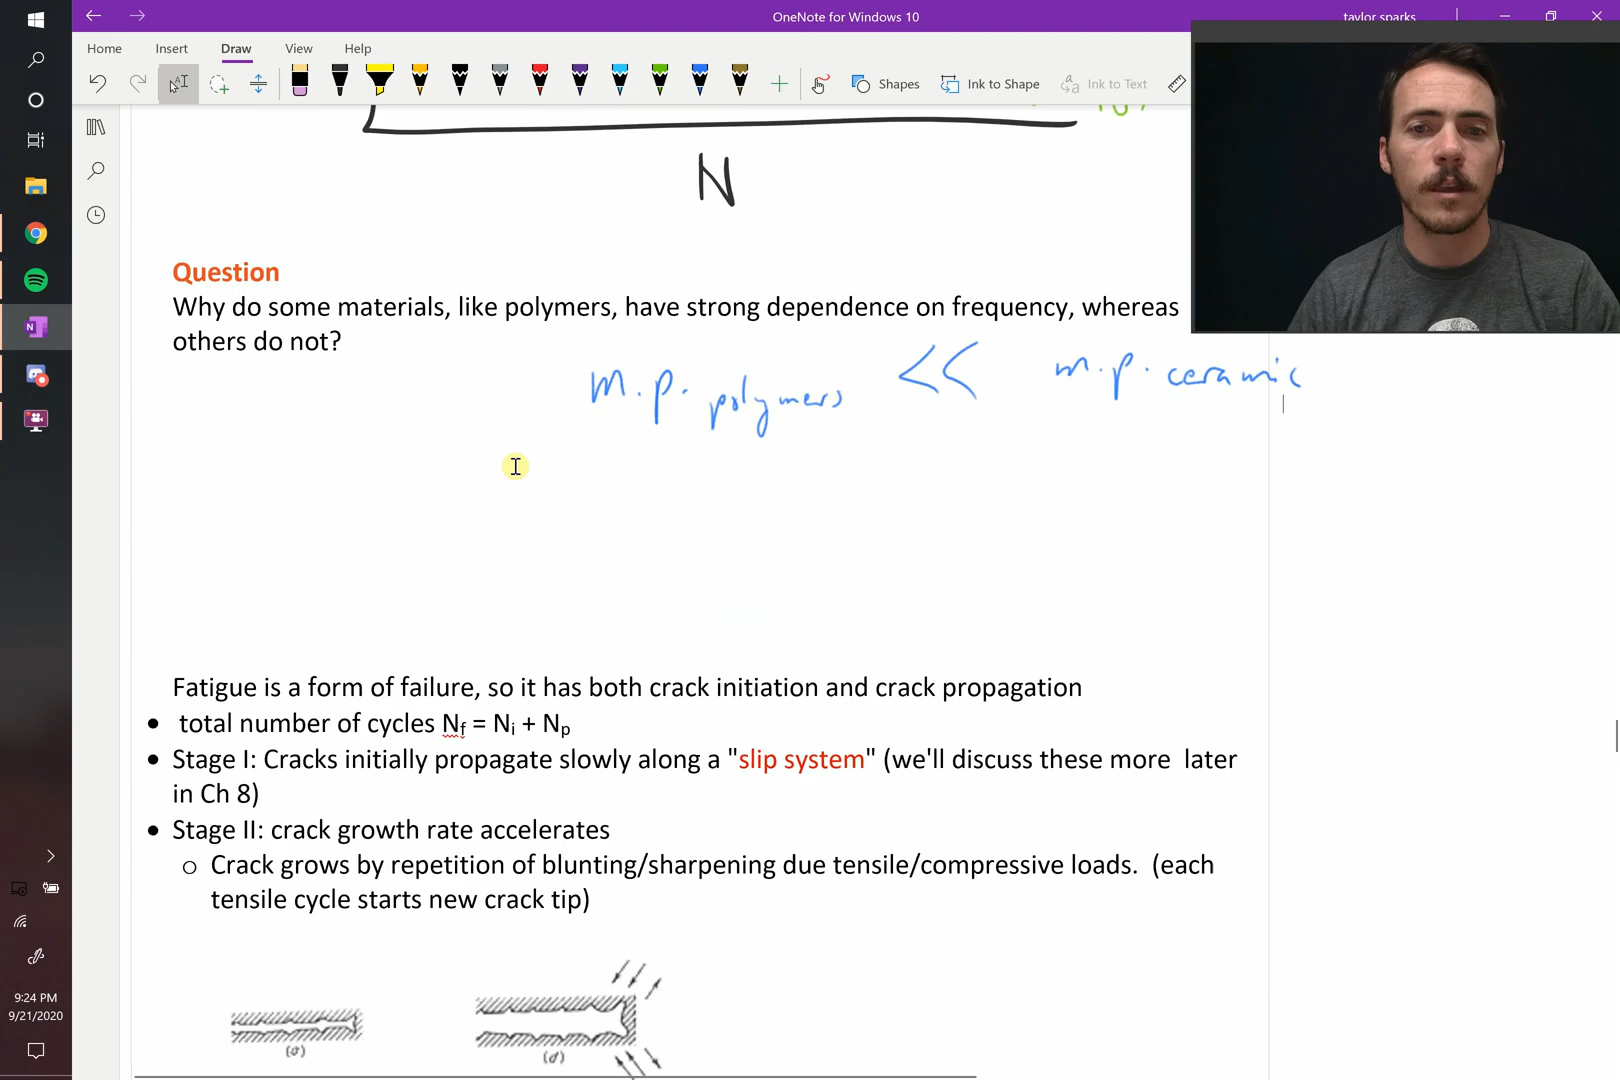 OneNote for Windows 10
taylor sparks
Home Insert Draw View Help
Shapes Ink to Shape Ink to Text
N
Question
Why do some materials, like polymers, have strong dependence on frequency, whereas
others do not?
m.p. polymers << m.p. ceramic
Fatigue is a form of failure, so it has both crack initiation and crack propagation
• total number of cycles Nf = Ni + Np
• Stage I: Cracks initially propagate slowly along a "slip system" (we'll discuss these more later
in Ch 8)
• Stage II: crack growth rate accelerates
o Crack grows by repetition of blunting/sharpening due tensile/compressive loads. (each
tensile cycle starts new crack tip)
(a) (d)
9:24 PM
9/21/2020